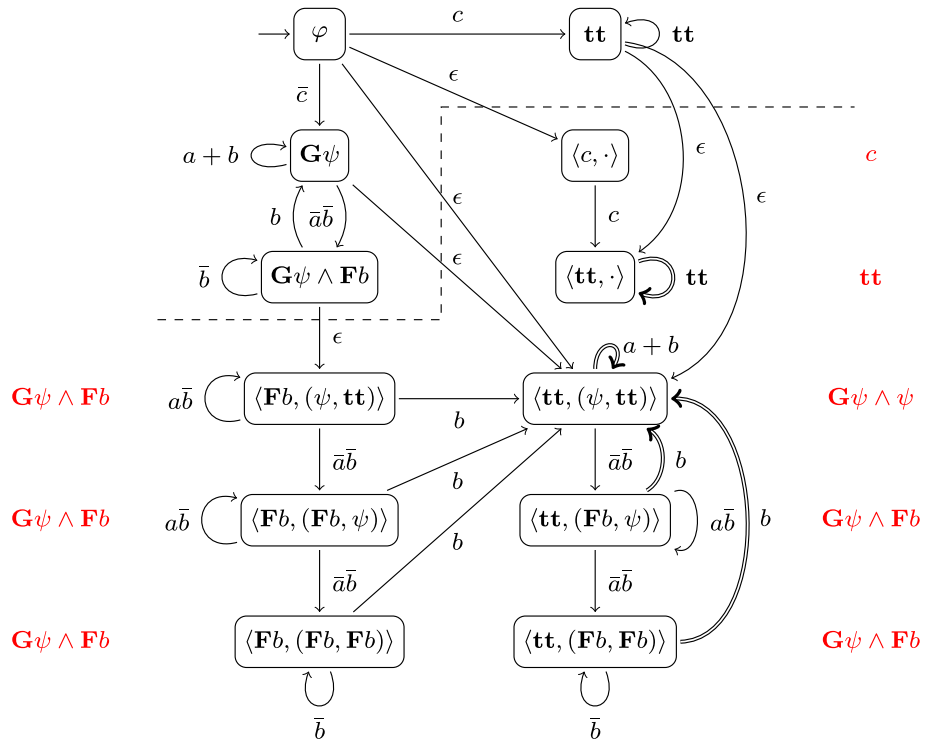 c
φ
tt
tt
ϵ
c̄
a + b
Gψ
⟨c, ·⟩
ϵ
c
b
āb̄
ϵ
c
ϵ
b̄
Gψ ∧ Fb
ϵ
⟨tt, ·⟩
tt
tt
ϵ
a + b
Gψ ∧ Fb
ab̄
⟨Fb, (ψ, tt)⟩
b
⟨tt, (ψ, tt)⟩
Gψ ∧ ψ
āb̄
b
āb̄
b
Gψ ∧ Fb
ab̄
⟨Fb, (Fb, ψ)⟩
b
⟨tt, (Fb, ψ)⟩
ab̄
b
Gψ ∧ Fb
āb̄
āb̄
Gψ ∧ Fb
⟨Fb, (Fb, Fb)⟩
⟨tt, (Fb, Fb)⟩
Gψ ∧ Fb
b̄
b̄